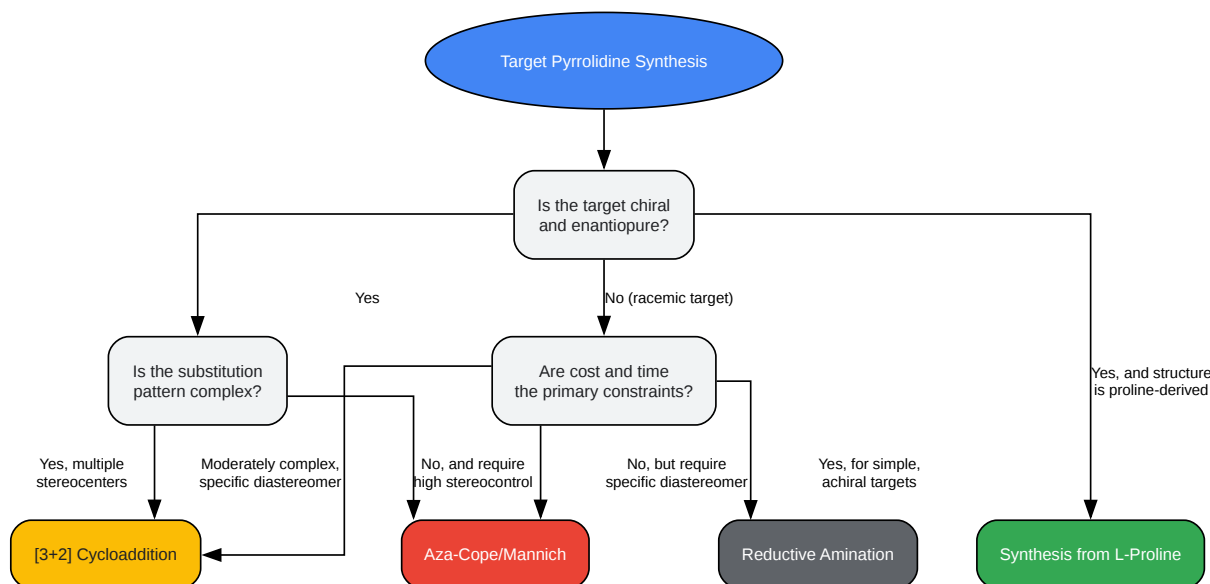 Target Pyrrolidine Synthesis
Is the target chiral
and enantiopure?
Yes
No (racemic target)
Is the substitution
pattern complex?
Are cost and time
the primary constraints?
Yes, and structure
is proline-derived
Yes, multiple
stereocenters
Moderately complex,
specific diastereomer
No, and require
high stereocontrol
No, but require
specific diastereomer
Yes, for simple,
achiral targets
[3+2] Cycloaddition
Aza-Cope/Mannich
Reductive Amination
Synthesis from L-Proline